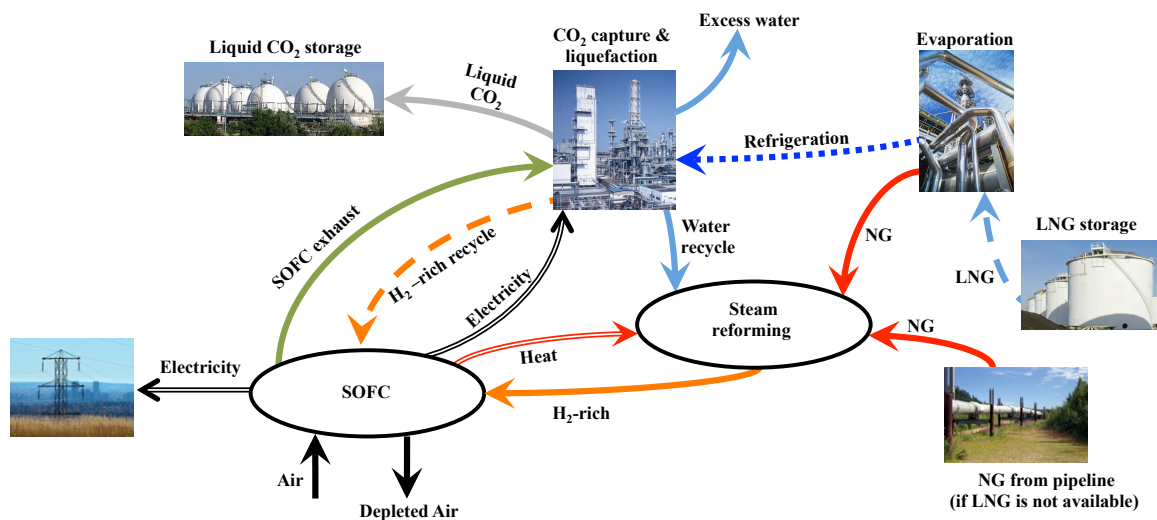 Excess water
CO₂ capture &
liquefaction
Evaporation
Liquid CO₂ storage
Liquid
CO₂
Refrigeration
SOFC exhaust
H₂ –rich recycle
Electricity
Water
recycle
NG
LNG storage
LNG
Steam
reforming
NG
Heat
Electricity
SOFC
H₂-rich
Air
Depleted Air
NG from pipeline
(if LNG is not available)